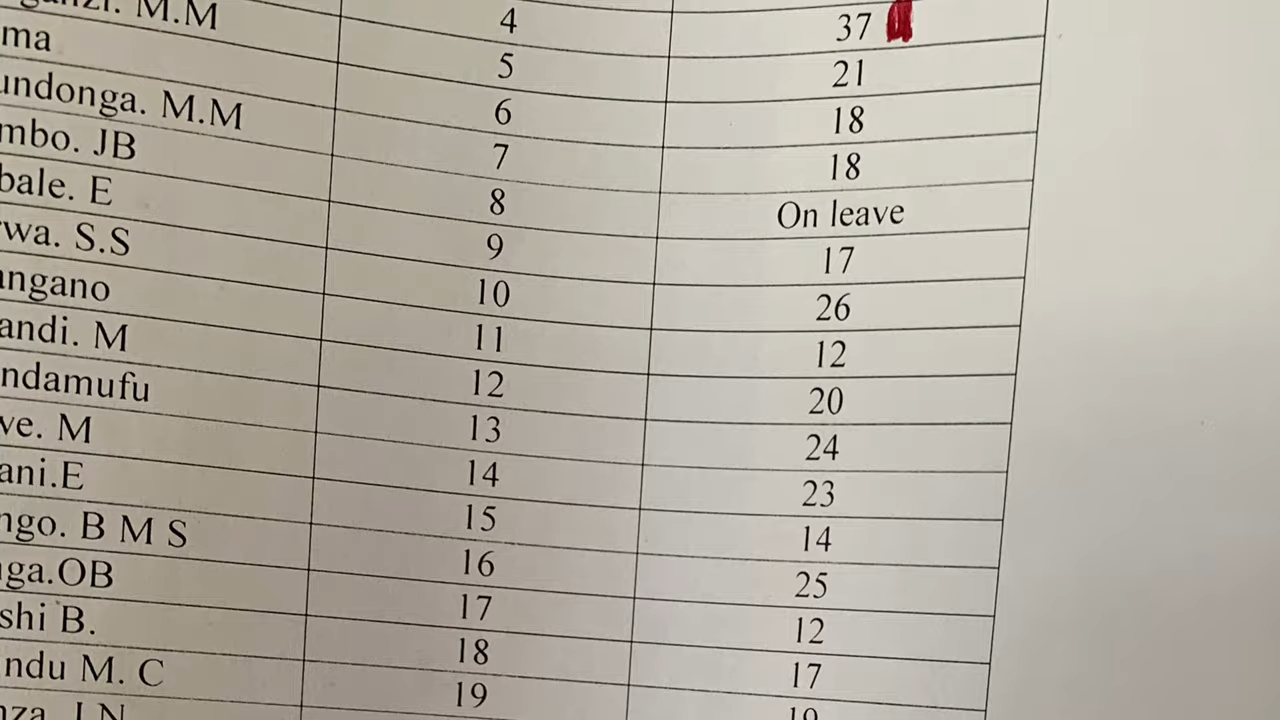 4 37
M.M 5 21
ma 6 18
undonga. M.M 7 18
mbo. JB 8 On leave
bale. E 9 17
wa. S.S 10 26
ngano 11 12
andi. M 12 20
ndamufu 13 24
ve. M 14 23
ani.E 15 14
ngo. B M S 16 25
ga.OB 17 12
shi B. 18 17
ndu M. C 19